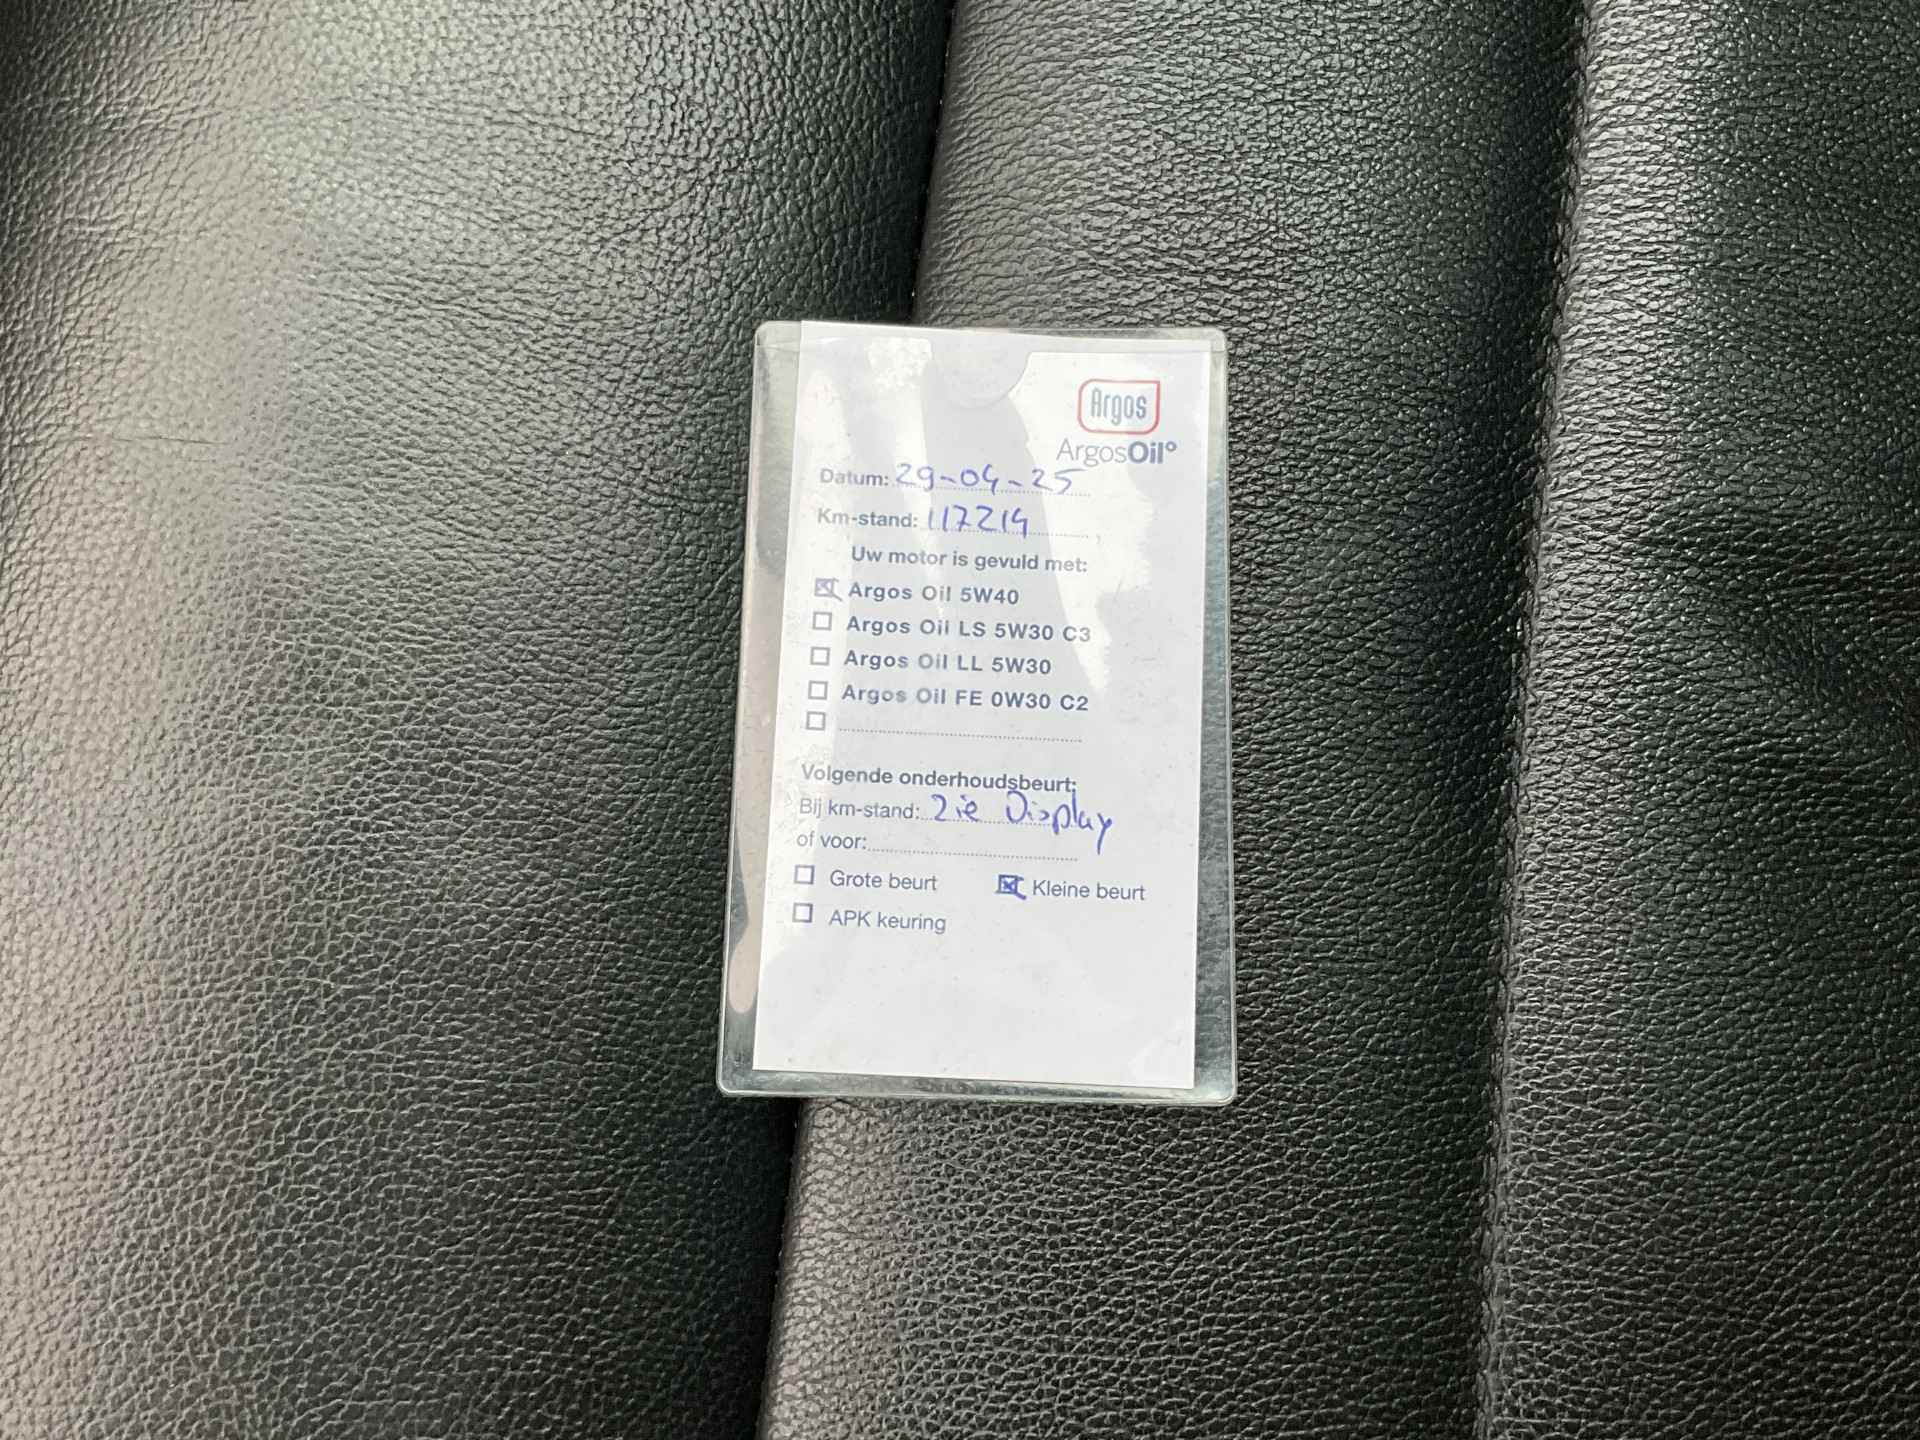 Argos
ArgosOil°
Datum: 29-04-25
Km-stand: 117214
Uw motor is gevuld met:
Argos Oil 5W40
Argos Oil LS 5W30 C3
Argos Oil LL 5W30
Argos Oil FE 0W30 C2
Volgende onderhoudsbeurt:
Bij km-stand: Zie Display
of voor:
Grote beurt Kleine beurt
APK keuring